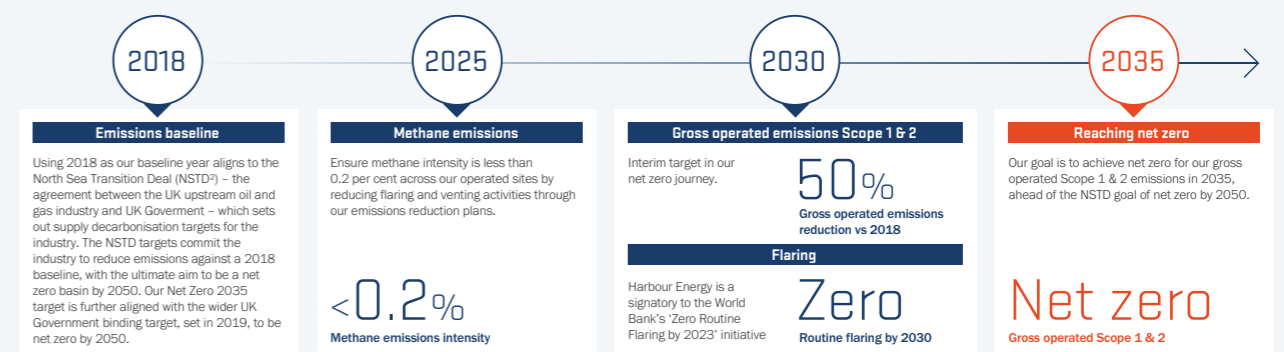 2018
2025
2030
2035
Emissions baseline
Using 2018 as our baseline year aligns to the
North Sea Transition Deal (NSTD²) – the
agreement between the UK upstream oil and
gas industry and UK Goverment – which sets
out supply decarbonisation targets for the
industry. The NSTD targets commit the
industry to reduce emissions against a 2018
baseline, with the ultimate aim to be a net
zero basin by 2050. Our Net Zero 2035
target is further aligned with the wider UK
Government binding target, set in 2019, to be
net zero by 2050.
Methane emissions
Ensure methane intensity is less than
0.2 per cent across our operated sites by
reducing flaring and venting activities through
our emissions reduction plans.
<0.2%
Methane emissions intensity
Gross operated emissions Scope 1 & 2
Interim target in our
net zero journey.
50%
Gross operated emissions
reduction vs 2018
Flaring
Harbour Energy is a
signatory to the World
Bank's 'Zero Routine
Flaring by 2023' initiative
Zero
Routine flaring by 2030
Reaching net zero
Our goal is to achieve net zero for our gross
operated Scope 1 & 2 emissions in 2035,
ahead of the NSTD goal of net zero by 2050.
Net zero
Gross operated Scope 1 & 2